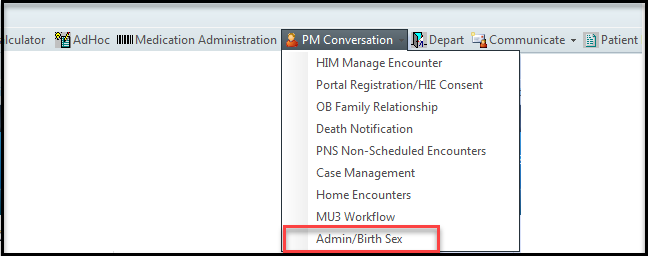 alculator AdHoc Medication Administration PM Conversation Depart Communicate Patient
HIM Manage Encounter
Portal Registration/HIE Consent
OB Family Relationship
Death Notification
PNS Non-Scheduled Encounters
Case Management
Home Encounters
MU3 Workflow
Admin/Birth Sex